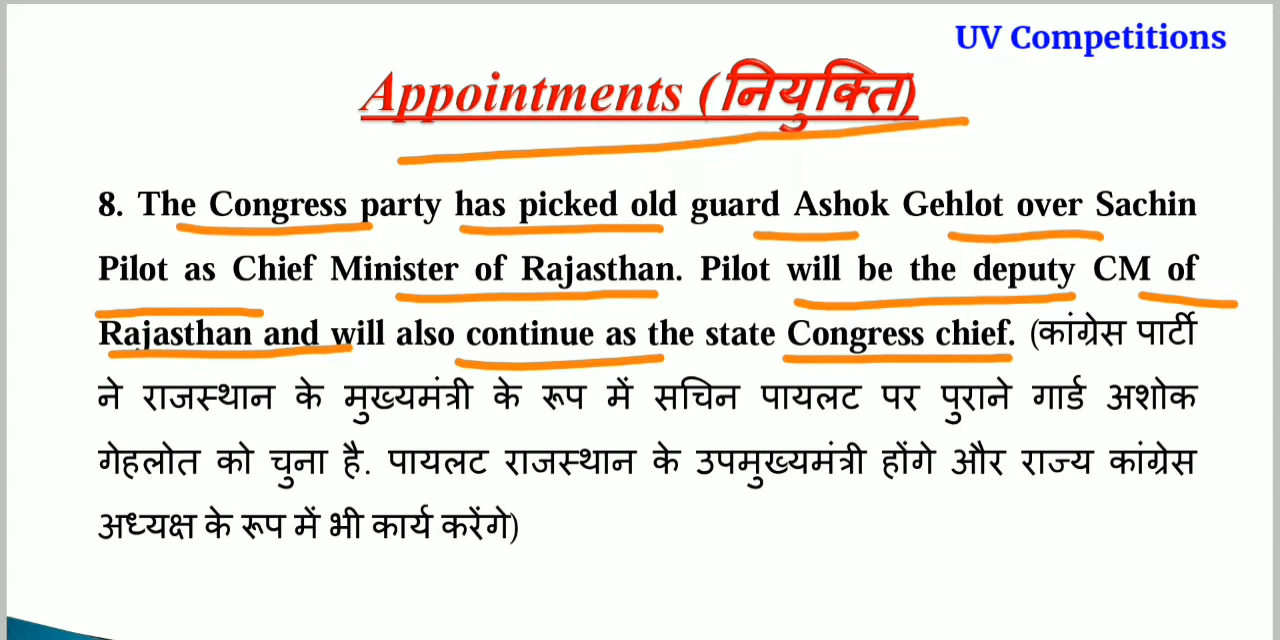 UV Competitions
Appointments (नियुक्ति)
8. The Congress party has picked old guard Ashok Gehlot over Sachin
Pilot as Chief Minister of Rajasthan. Pilot will be the deputy CM of
Rajasthan and will also continue as the state Congress chief. (कांग्रेस पार्टी
ने राजस्थान के मुख्यमंत्री के रूप में सचिन पायलट पर पुराने गार्ड अशोक
गेहलोत को चुना है. पायलट राजस्थान के उपमुख्यमंत्री होंगे और राज्य कांग्रेस
अध्यक्ष के रूप में भी कार्य करेंगे)